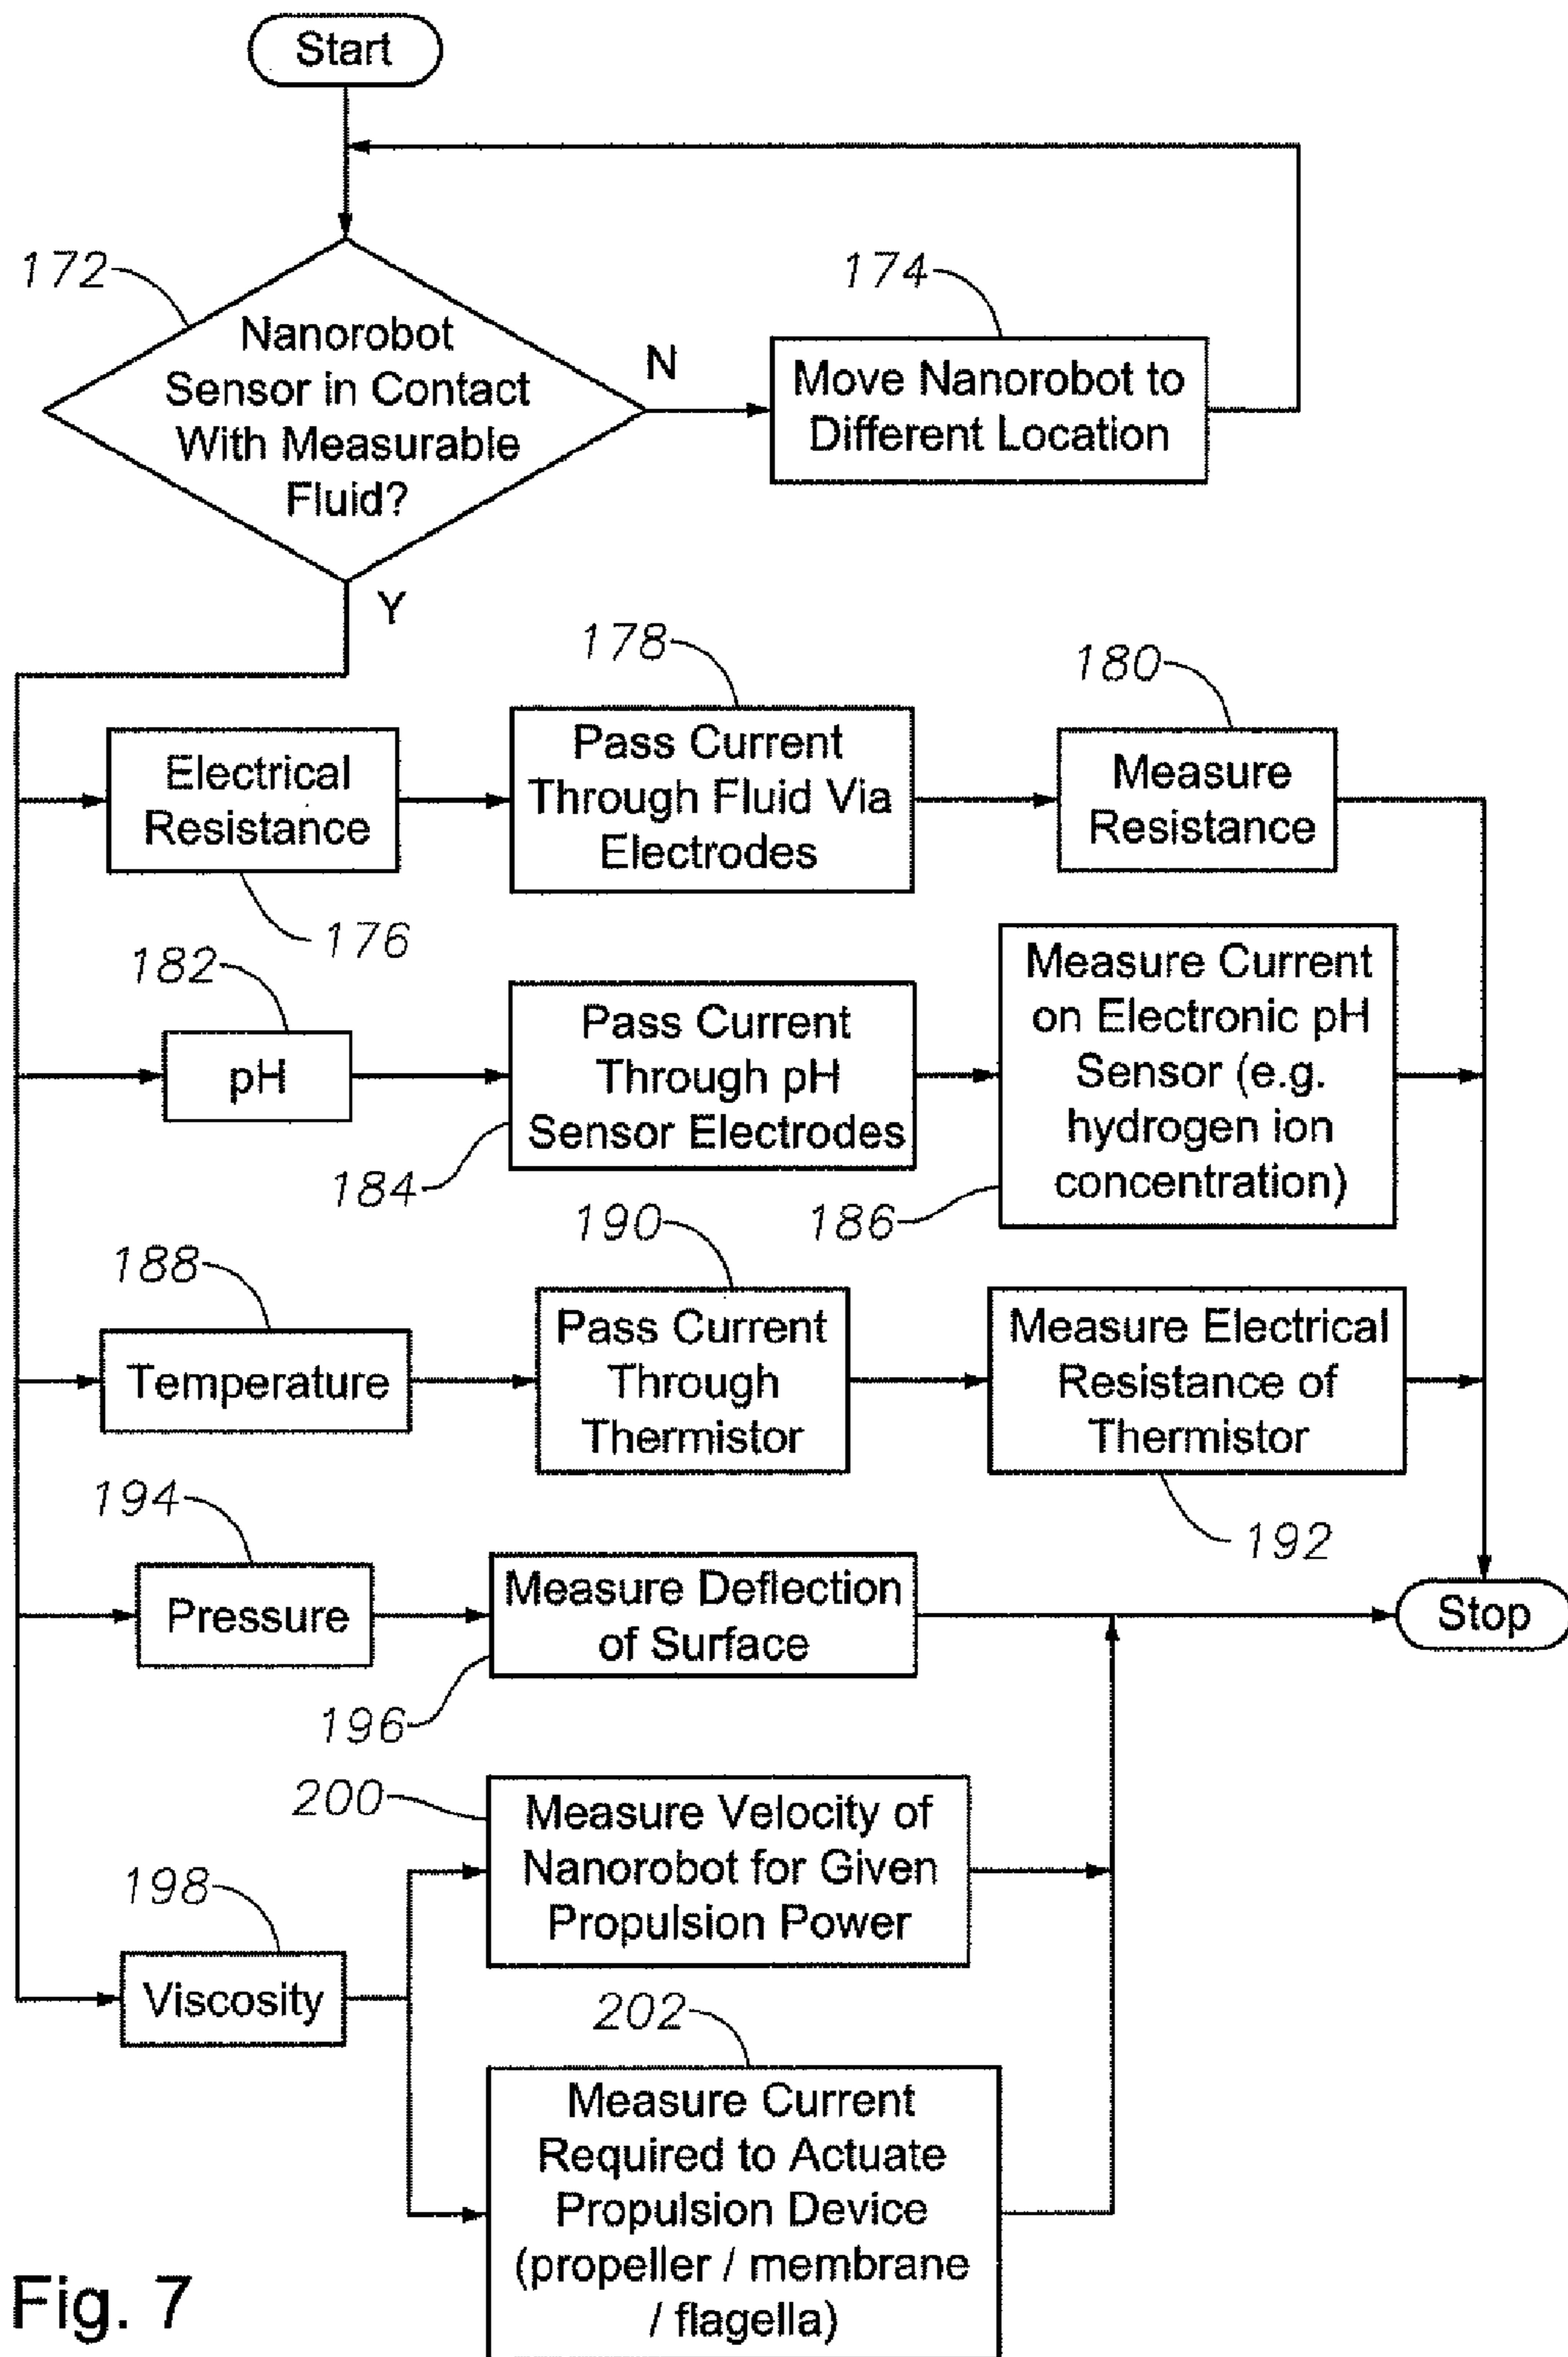 Start
172
Nanorobot
Sensor in Contact
With Measurable
Fluid?
N
174
Move Nanorobot to
Different Location
Y
176
Electrical
Resistance
178
Pass Current
Through Fluid Via
Electrodes
180
Measure
Resistance
182
pH
184
Pass Current
Through pH
Sensor Electrodes
186
Measure Current
on Electronic pH
Sensor (e.g.
hydrogen ion
concentration)
188
Temperature
190
Pass Current
Through
Thermistor
192
Measure Electrical
Resistance of
Thermistor
194
Pressure
196
Measure Deflection
of Surface
Stop
198
Viscosity
200
Measure Velocity of
Nanorobot for Given
Propulsion Power
202
Measure Current
Required to Actuate
Propulsion Device
(propeller / membrane
/ flagella)
Fig. 7